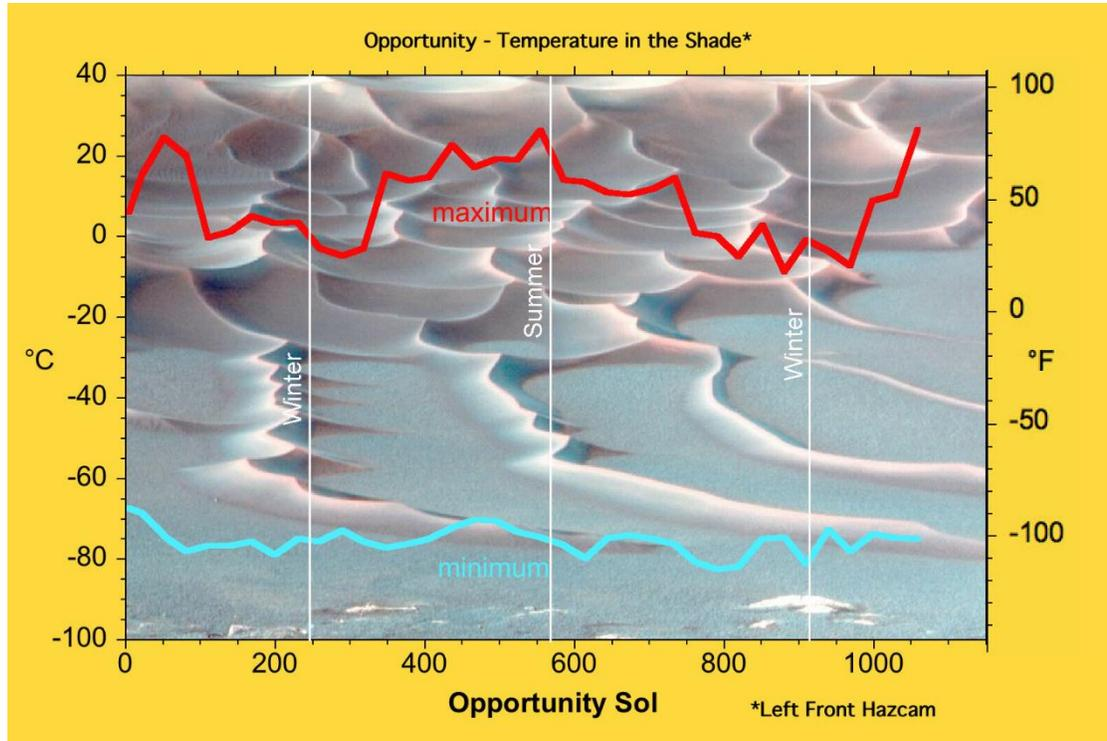 Opportunity - Temperature in the Shade*
40
20
0
-20
-40
-60
-80
-100
°C
100
50
0
-50
-100
°F
maximum
minimum
Winter
Summer
Winter
0
200
400
600
800
1000
Opportunity Sol
*Left Front Hazcam